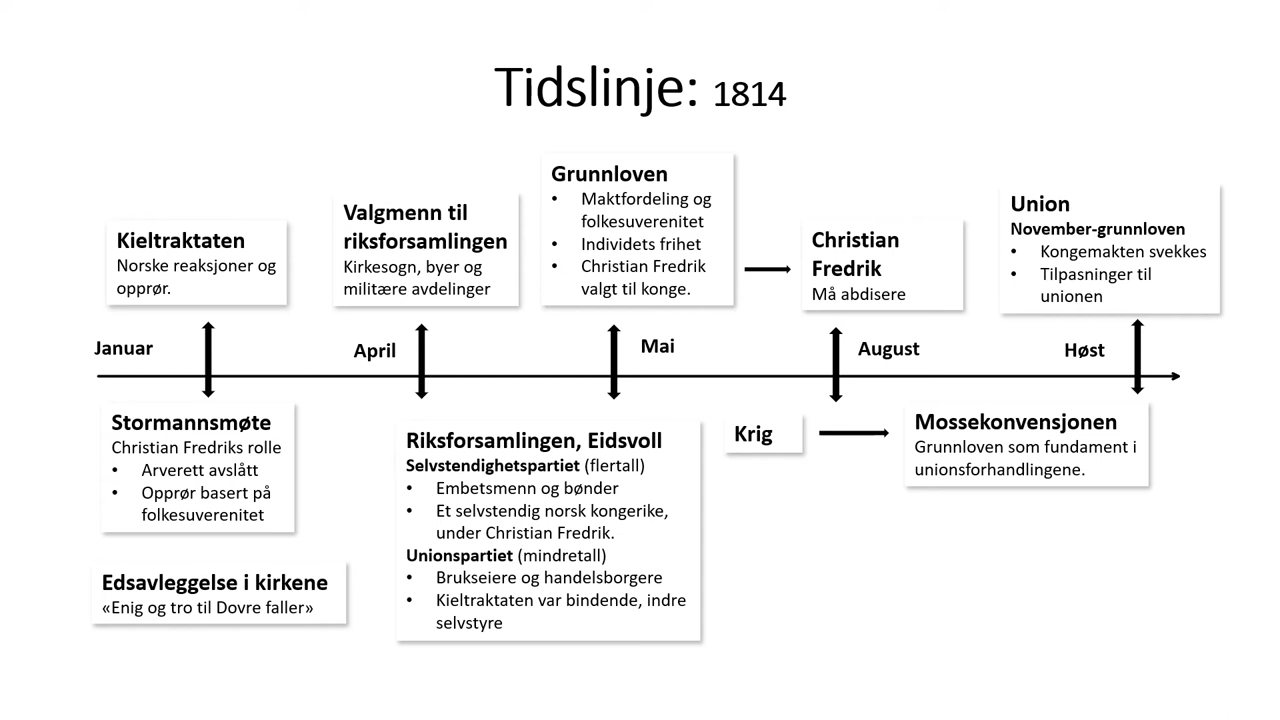 Tidslinje: 1814
Kieltraktaten
Norske reaksjoner og
opprør.
Valgmenn til
riksforsamlingen
Kirkesogn, byer og
militære avdelinger
Grunnloven
• Maktfordeling og
folkesuverenitet
• Individets frihet
• Christian Fredrik
valgt til konge.
Christian
Fredrik
Må abdisere
Union
November-grunnloven
• Kongemakten svekkes
• Tilpasninger til
unionen
Januar
April
Mai
August
Høst
Stormannsmøte
Christian Fredriks rolle
• Arverett avslått
• Opprør basert på
folkesuverenitet
Edsavleggelse i kirkene
«Enig og tro til Dovre faller»
Riksforsamlingen, Eidsvoll
Selvstendighetspartiet (flertall)
• Embetsmenn og bønder
• Et selvstendig norsk kongerike,
under Christian Fredrik.
Unionspartiet (mindretall)
• Brukseiere og handelsborgere
• Kieltraktaten var bindende, indre
selvstyre
Krig
Mossekonvensjonen
Grunnloven som fundament i
unionsforhandlingene.